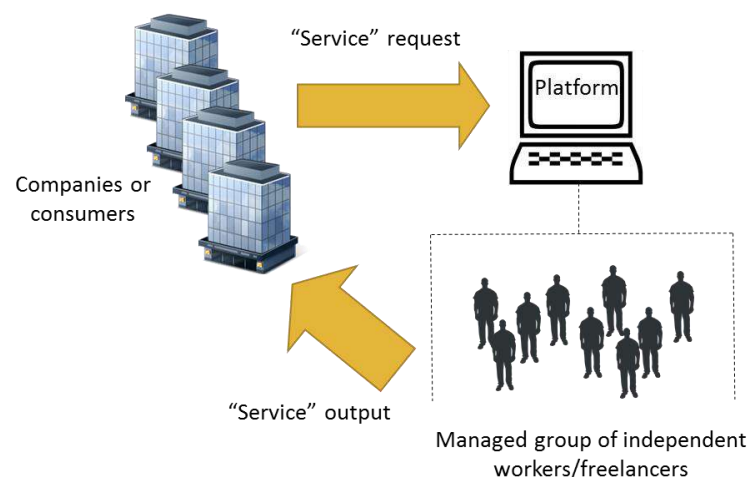 “Service” request
Platform
Companies or
consumers
“Service” output
Managed group of independent
workers/freelancers